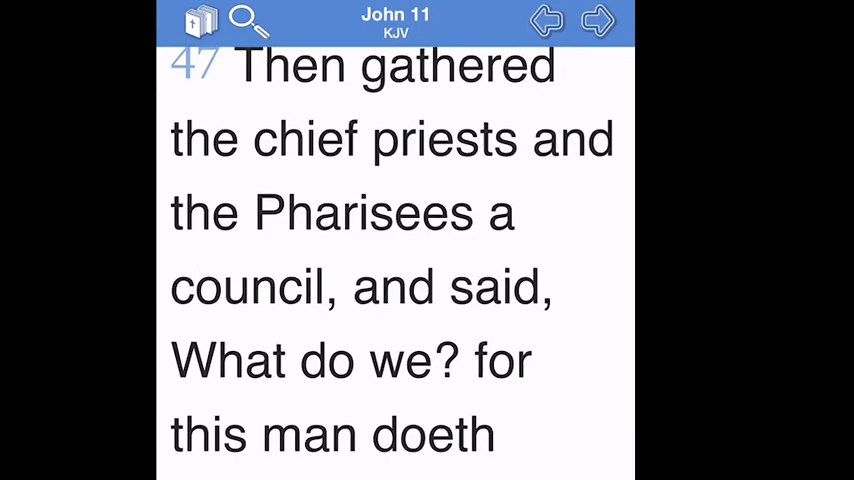 John 11
KJV
47 Then gathered
the chief priests and
the Pharisees a
council, and said,
What do we? for
this man doeth